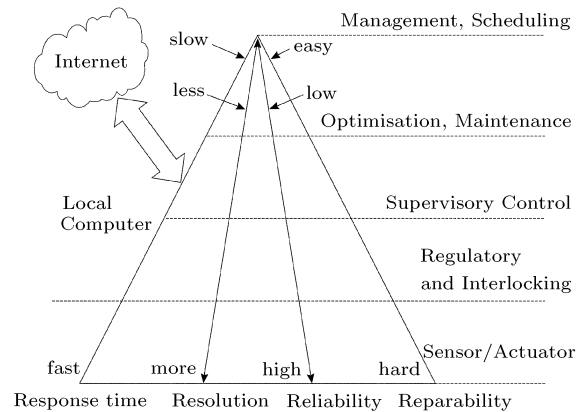 Management, Scheduling
slow
easy
Internet
less
low
Optimisation, Maintenance
Local
Computer
Supervisory Control
Regulatory
and Interlocking
Sensor/Actuator
fast
more
high
hard
Response time
Resolution
Reliability
Reparability